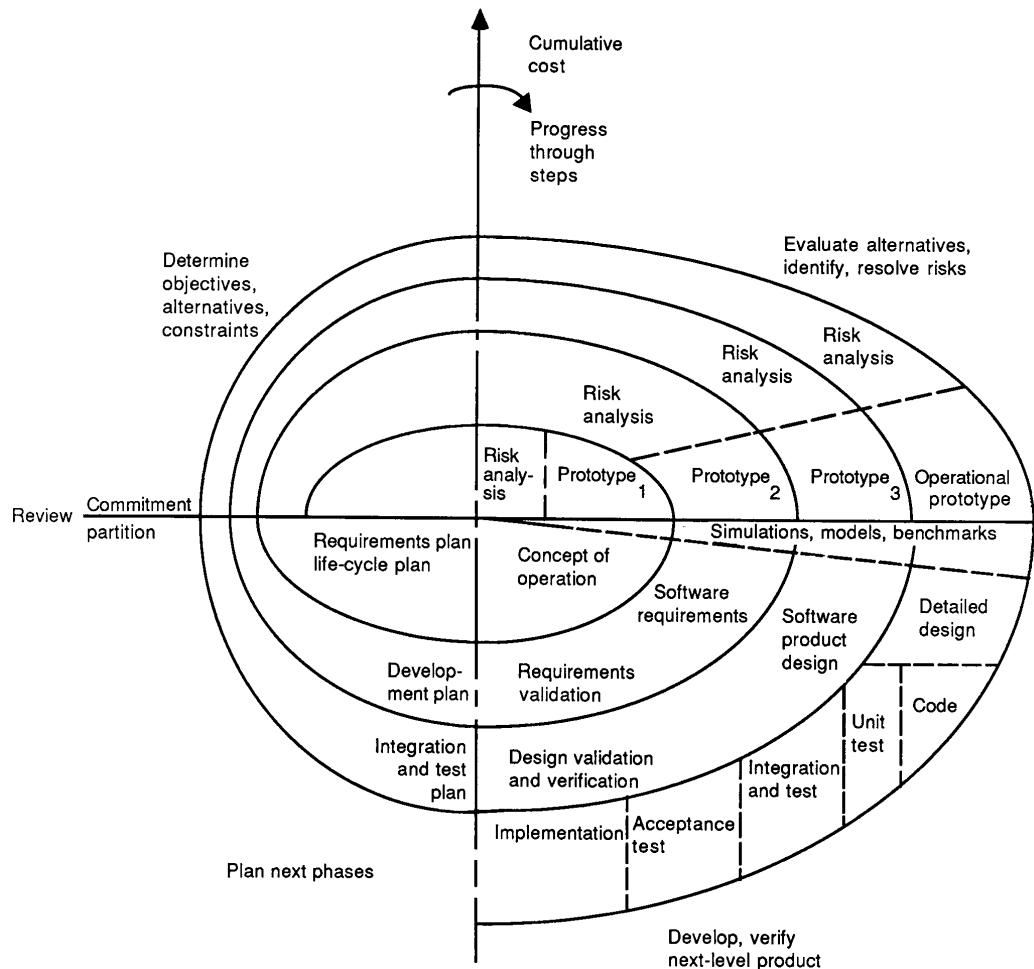 Cumulative
cost
Progress
through
steps
Determine
objectives,
alternatives,
constraints
Evaluate alternatives,
identify, resolve risks
Risk
analysis
Risk
analysis
Risk
analysis
Risk
analy-
sis
Prototype 1
Prototype 2
Prototype 3
Operational
prototype
Review
Commitment
partition
Simulations, models, benchmarks
Requirements plan
life-cycle plan
Concept of
operation
Software
requirements
Software
product
design
Detailed
design
Develop-
ment plan
Requirements
validation
Code
Unit
test
Integration
and test
plan
Design validation
and verification
Integration
and test
Acceptance
test
Implementation
Plan next phases
Develop, verify
next-level product